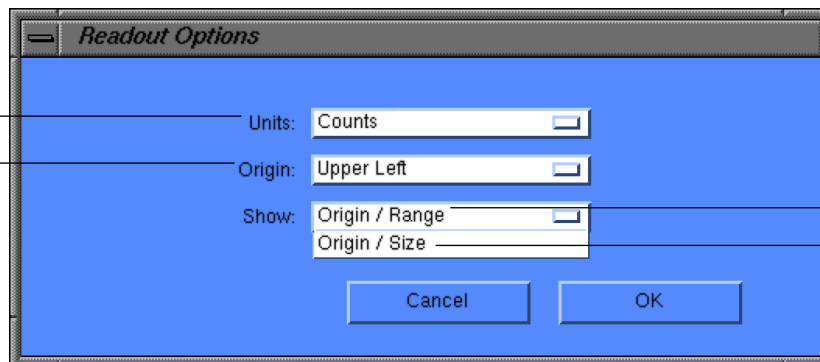 Readout Options
Units: Counts
Origin: Upper Left
Show: Origin / Range
Origin / Size
Cancel OK